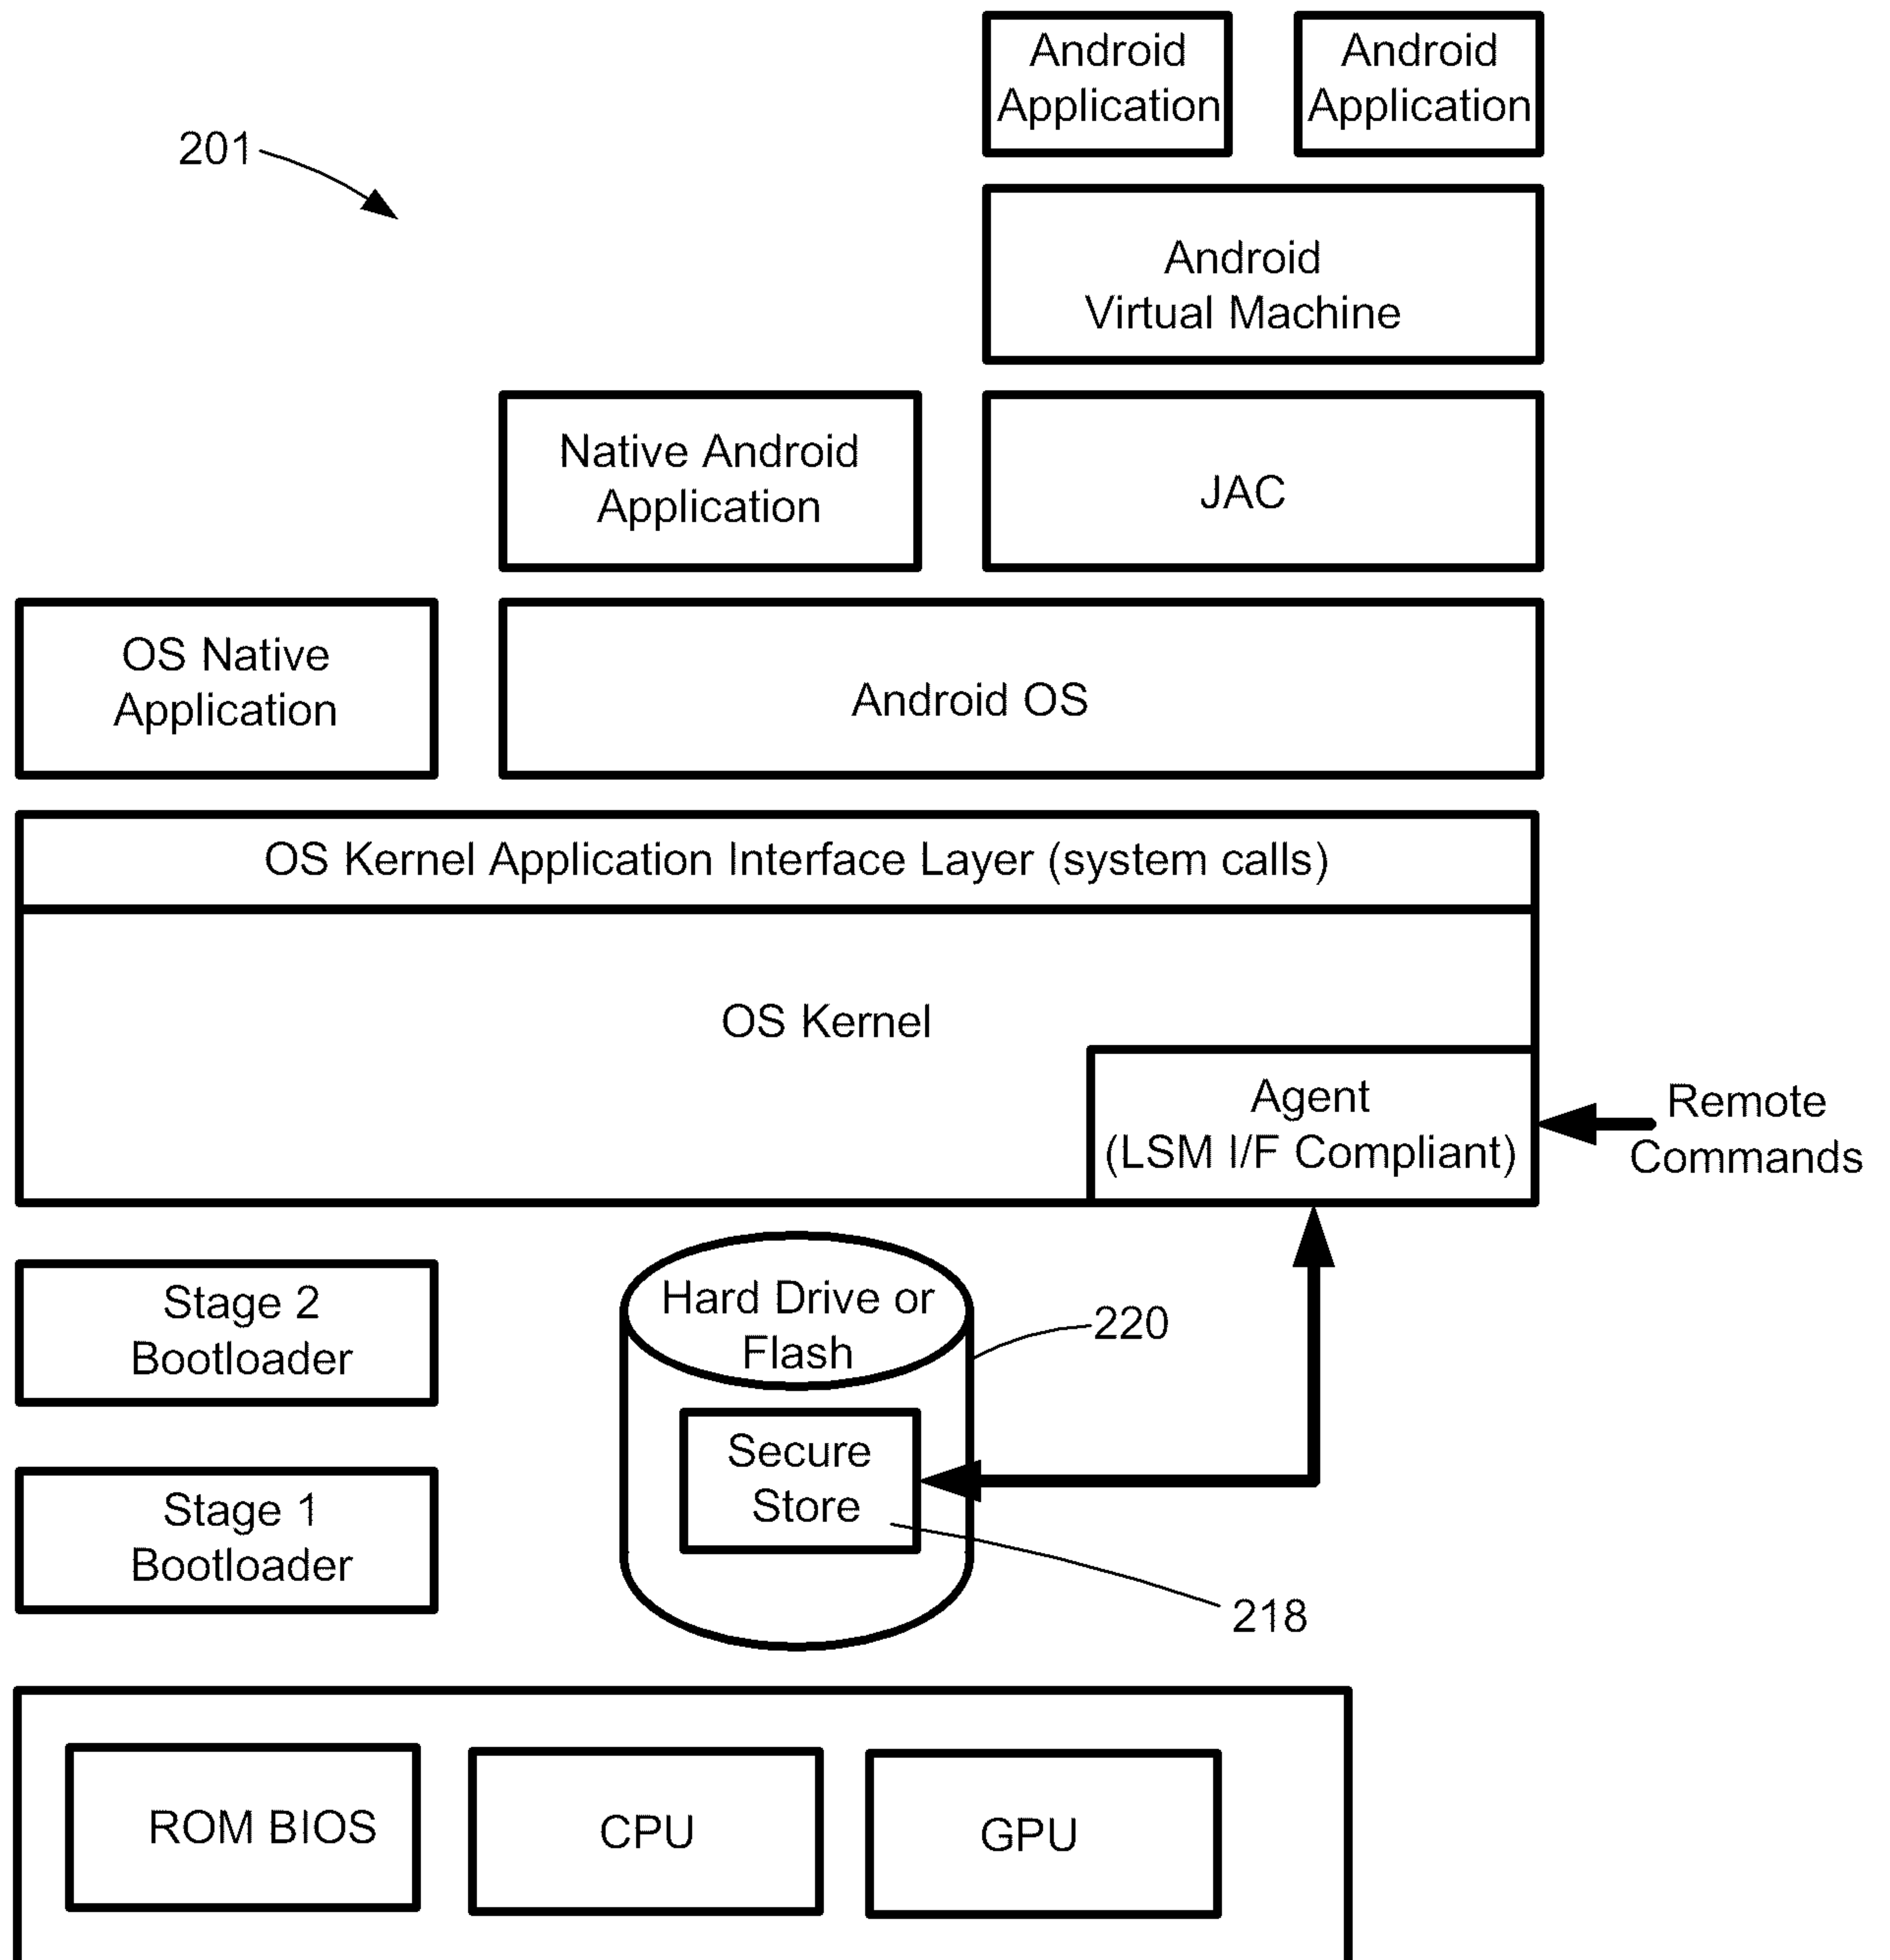 Android
Application
Android
Application
201
Android
Virtual Machine
Native Android
Application
JAC
OS Native
Application
Android OS
OS Kernel Application Interface Layer (system calls)
OS Kernel
Agent
(LSM I/F Compliant)
Remote
Commands
Stage 2
Bootloader
Hard Drive or
Flash
220
Secure
Store
Stage 1
Bootloader
218
ROM BIOS
CPU
GPU